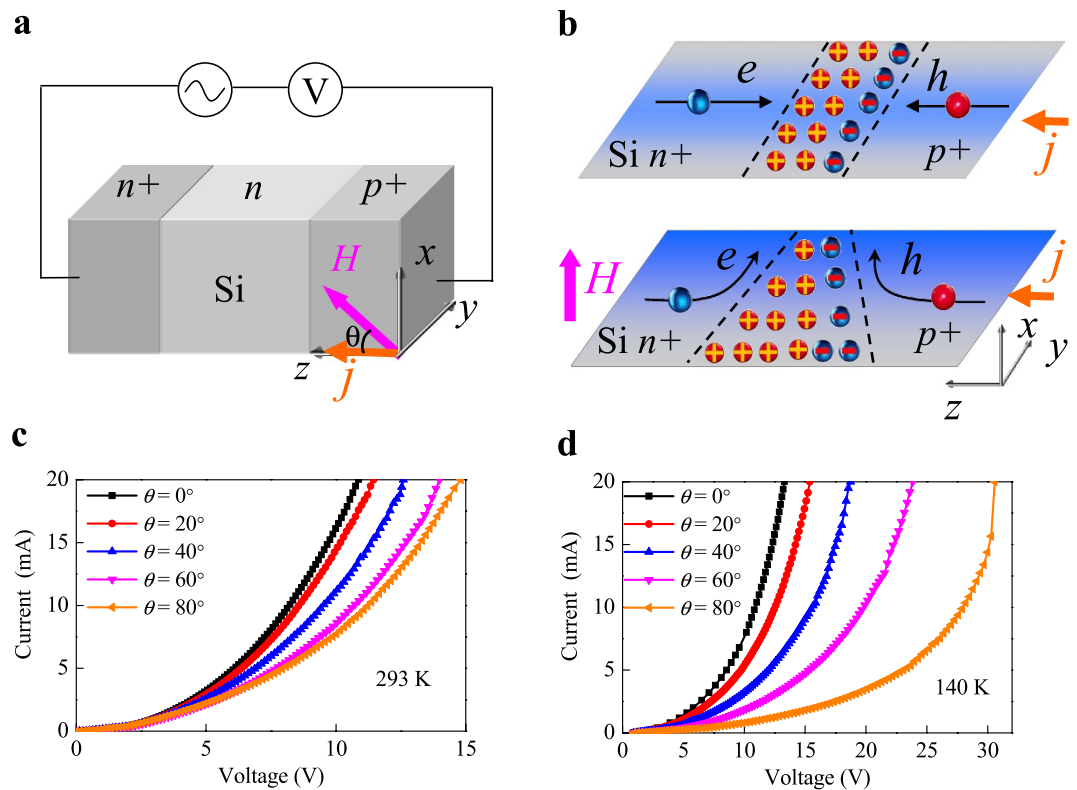 a
V
n+
n
p+
H
x
Si
y
θ
z
j
b
e
h
Si n+
p+
j
H
e
h
j
Si n+
p+
x
y
z
c
20
15
10
5
0
Current (mA)
θ = 0°
θ = 20°
θ = 40°
θ = 60°
θ = 80°
293 K
0
5
10
15
Voltage (V)
d
20
15
10
5
0
Current (mA)
θ = 0°
θ = 20°
θ = 40°
θ = 60°
θ = 80°
140 K
0
5
10
15
20
25
30
Voltage (V)